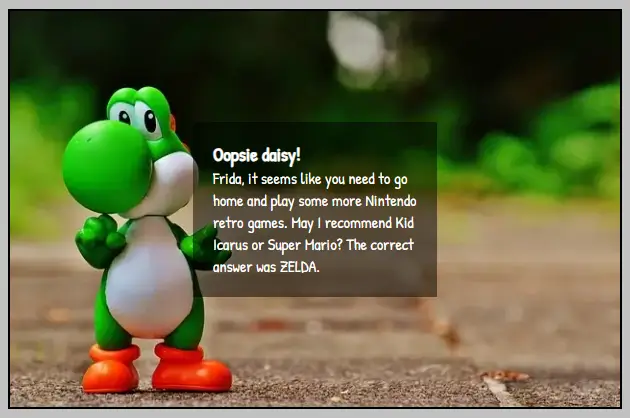 Oopsie daisy!
Frida, it seems like you need to go
home and play some more Nintendo
retro games. May I recommend Kid
Icarus or Super Mario? The correct
answer was ZELDA.